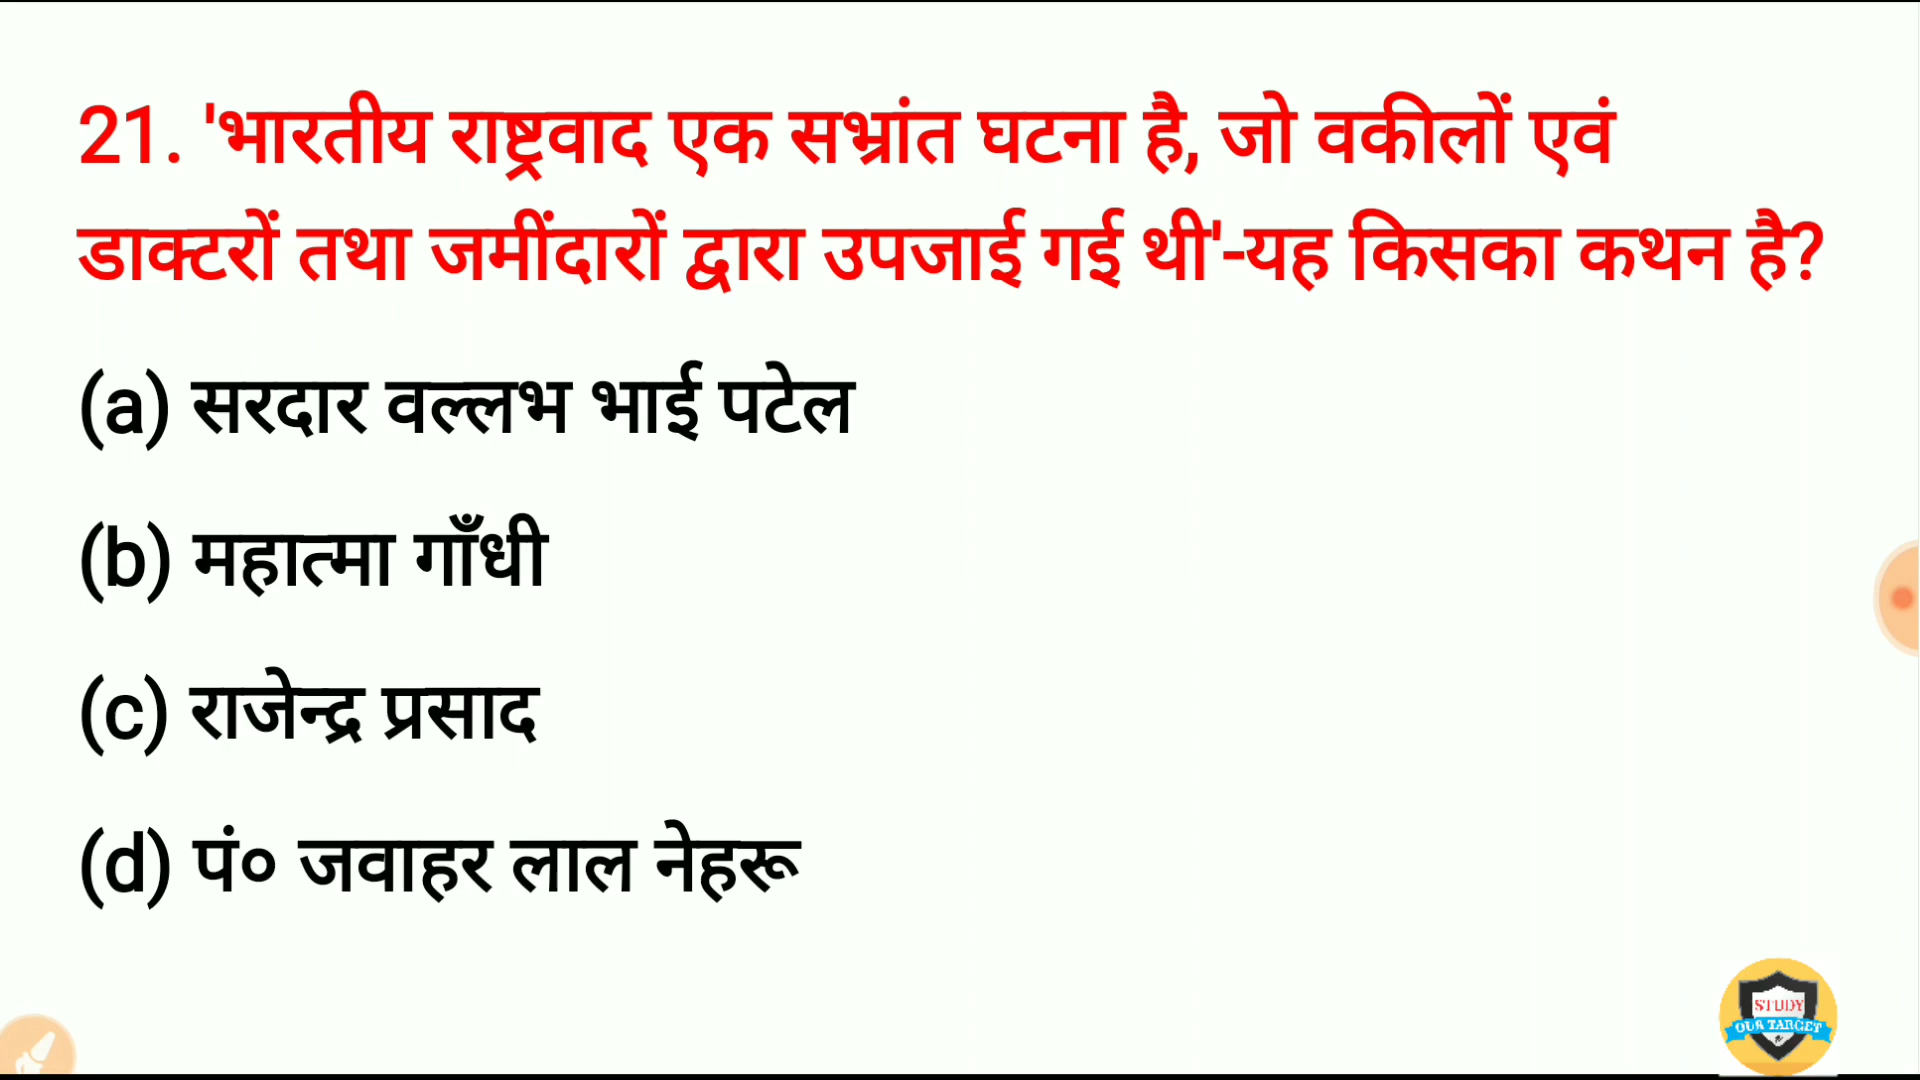 21. 'भारतीय राष्ट्रवाद एक सभ्रांत घटना है, जो वकीलों एवं
डाक्टरों तथा जमींदारों द्वारा उपजाई गई थी'-यह किसका कथन है?
(a) सरदार वल्लभ भाई पटेल
(b) महात्मा गाँधी
(c) राजेन्द्र प्रसाद
(d) पं० जवाहर लाल नेहरू
STUDY
OUR TARGET